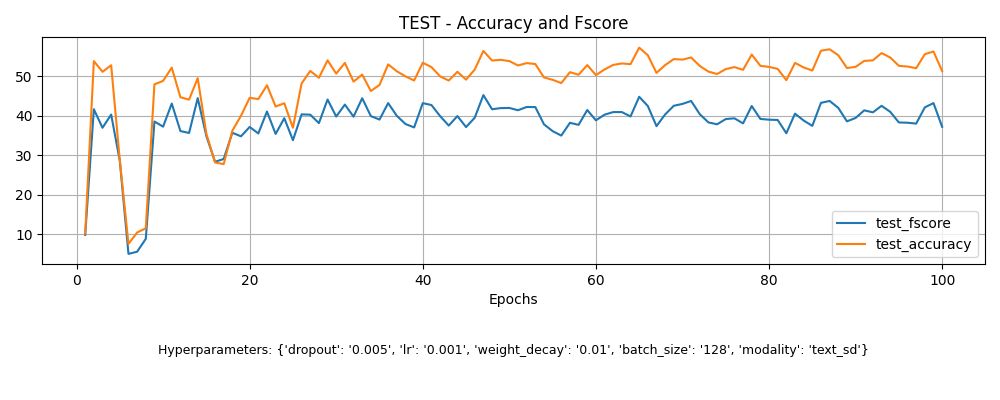 TEST - Accuracy and Fscore
50
40
30
20
10
test_fscore
test_accuracy
0 20 40 60 80 100
Epochs
Hyperparameters: {'dropout': '0.005', 'lr': '0.001', 'weight_decay': '0.01', 'batch_size': '128', 'modality': 'text_sd'}